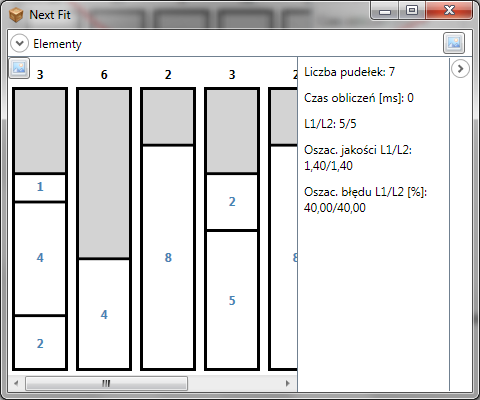 Next Fit
Elementy
3 6 2 3 2
1
4
2
4
8
2
5
8
Liczba pudełek: 7
Czas obliczeń [ms]: 0
L1/L2: 5/5
Oszac. jakości L1/L2:
1,40/1,40
Oszac. błędu L1/L2 [%]:
40,00/40,00